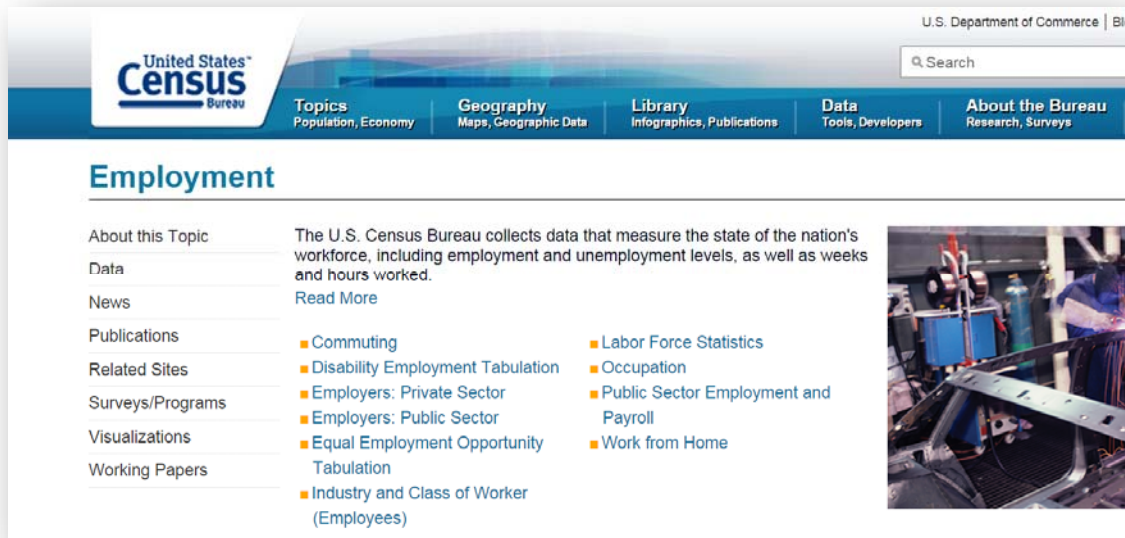 U.S. Department of Commerce |
United States™
Census
Bureau
Search
Topics
Population, Economy
Geography
Maps, Geographic Data
Library
Infographics, Publications
Data
Tools, Developers
About the Bureau
Research, Surveys
Employment
About this Topic
Data
News
Publications
Related Sites
Surveys/Programs
Visualizations
Working Papers
The U.S. Census Bureau collects data that measure the state of the nation's
workforce, including employment and unemployment levels, as well as weeks
and hours worked.
Read More
Commuting
Disability Employment Tabulation
Employers: Private Sector
Employers: Public Sector
Equal Employment Opportunity
Tabulation
Industry and Class of Worker
(Employees)
Labor Force Statistics
Occupation
Public Sector Employment and
Payroll
Work from Home